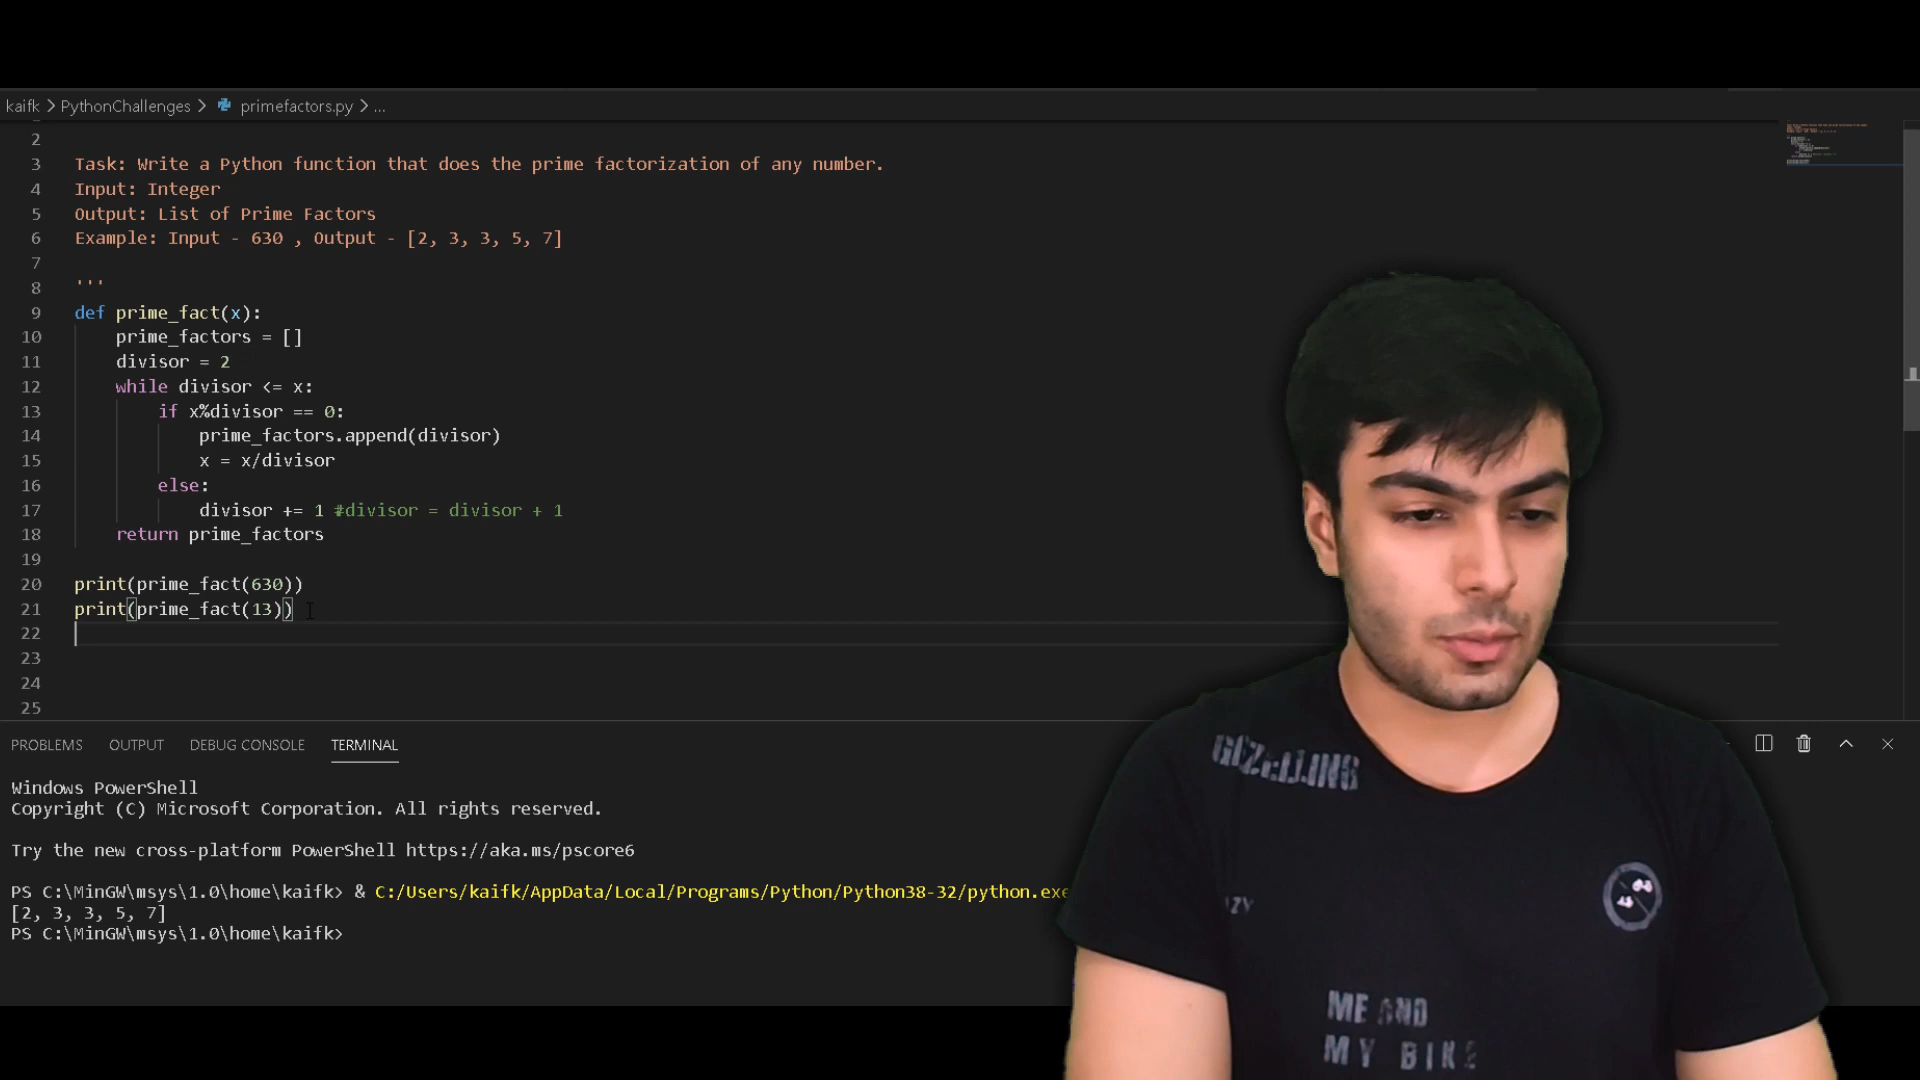 kaifk > PythonChallenges > primefactors.py > ...
2
3 Task: Write a Python function that does the prime factorization of any number.
4 Input: Integer
5 Output: List of Prime Factors
6 Example: Input - 630 , Output - [2, 3, 3, 5, 7]
7
8 '''
9 def prime_fact(x):
10 prime_factors = []
11 divisor = 2
12 while divisor <= x:
13 if x%divisor == 0:
14 prime_factors.append(divisor)
15 x = x/divisor
16 else:
17 divisor += 1 #divisor = divisor + 1
18 return prime_factors
19
20 print(prime_fact(630))
21 print(prime_fact(13))
22
23
24
25
PROBLEMS OUTPUT DEBUG CONSOLE TERMINAL
Windows PowerShell
Copyright (C) Microsoft Corporation. All rights reserved.
Try the new cross-platform PowerShell https://aka.ms/pscore6
PS C:\MinGW\msys\1.0\home\kaifk> & C:/Users/kaifk/AppData/Local/Programs/Python/Python38-32/python.exe
[2, 3, 3, 5, 7]
PS C:\MinGW\msys\1.0\home\kaifk>
ME AND
MY BIKE